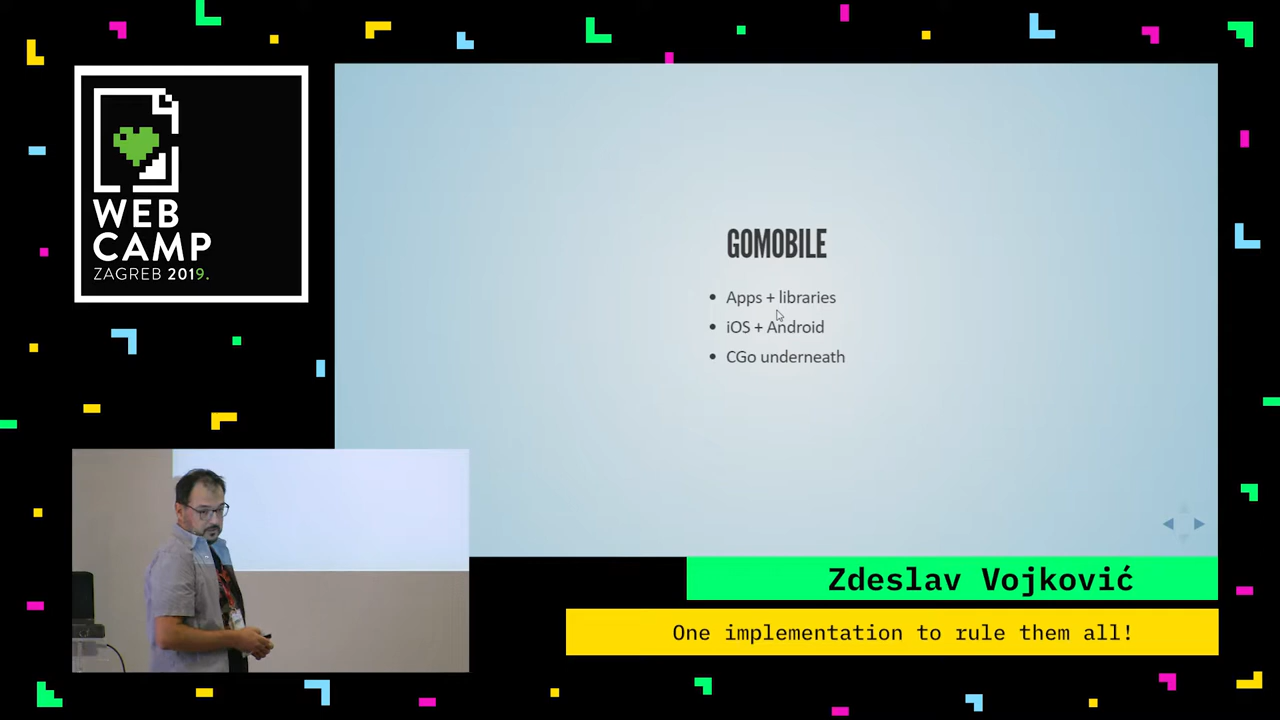 WEB
CAMP
ZAGREB 2019.
GOMOBILE
Apps + libraries
iOS + Android
CGo underneath
Zdeslav Vojković
One implementation to rule them all!